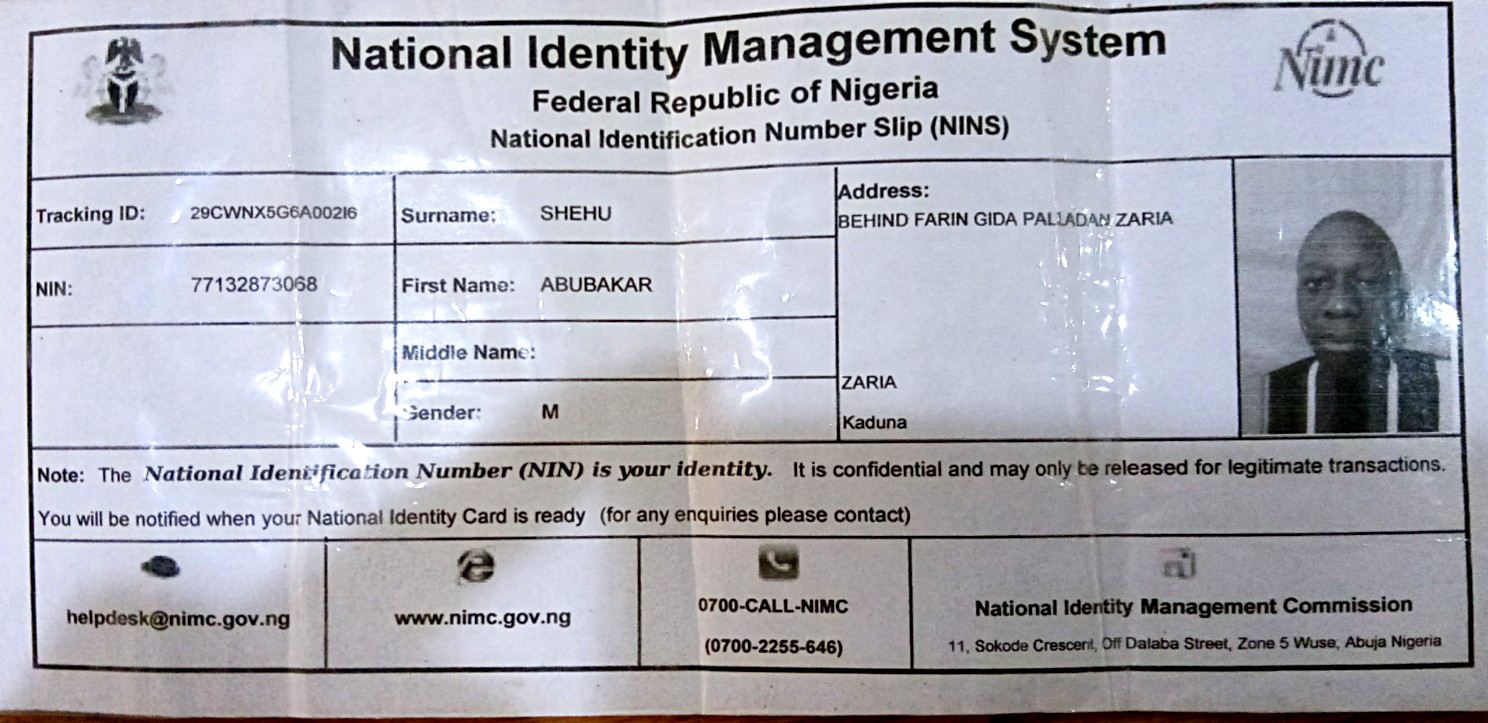 National Identity Management System
Federal Republic of Nigeria
National Identification Number Slip (NINS)
Nimc
Tracking ID: 29CWNX5G6A002I6
Surname: SHEHU
Address:
BEHIND FARIN GIDA PALLADAN ZARIA
NIN: 77132873068
First Name: ABUBAKAR
Middle Name:
Gender: M
ZARIA
Kaduna
Note: The National Identification Number (NIN) is your identity. It is confidential and may only be released for legitimate transactions.
You will be notified when your National Identity Card is ready (for any enquiries please contact)
helpdesk@nimc.gov.ng
www.nimc.gov.ng
0700-CALL-NIMC
(0700-2255-646)
National Identity Management Commission
11, Sokode Crescent, Off Dalaba Street, Zone 5 Wuse, Abuja Nigeria